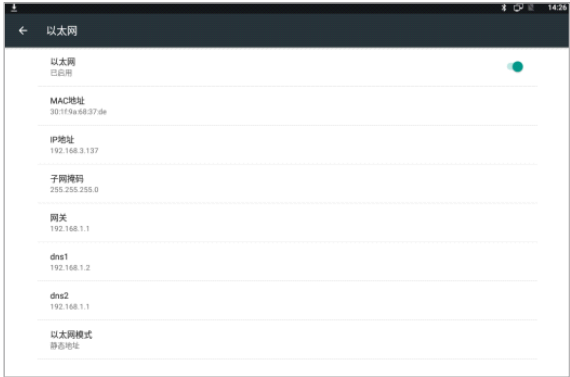 14:26
以太网
以太网
已启用
MAC地址
30:1f:9a:68:37:de
IP地址
192.168.3.137
子网掩码
255.255.255.0
网关
192.168.1.1
dns1
192.168.1.2
dns2
192.168.1.1
以太网模式
静态地址